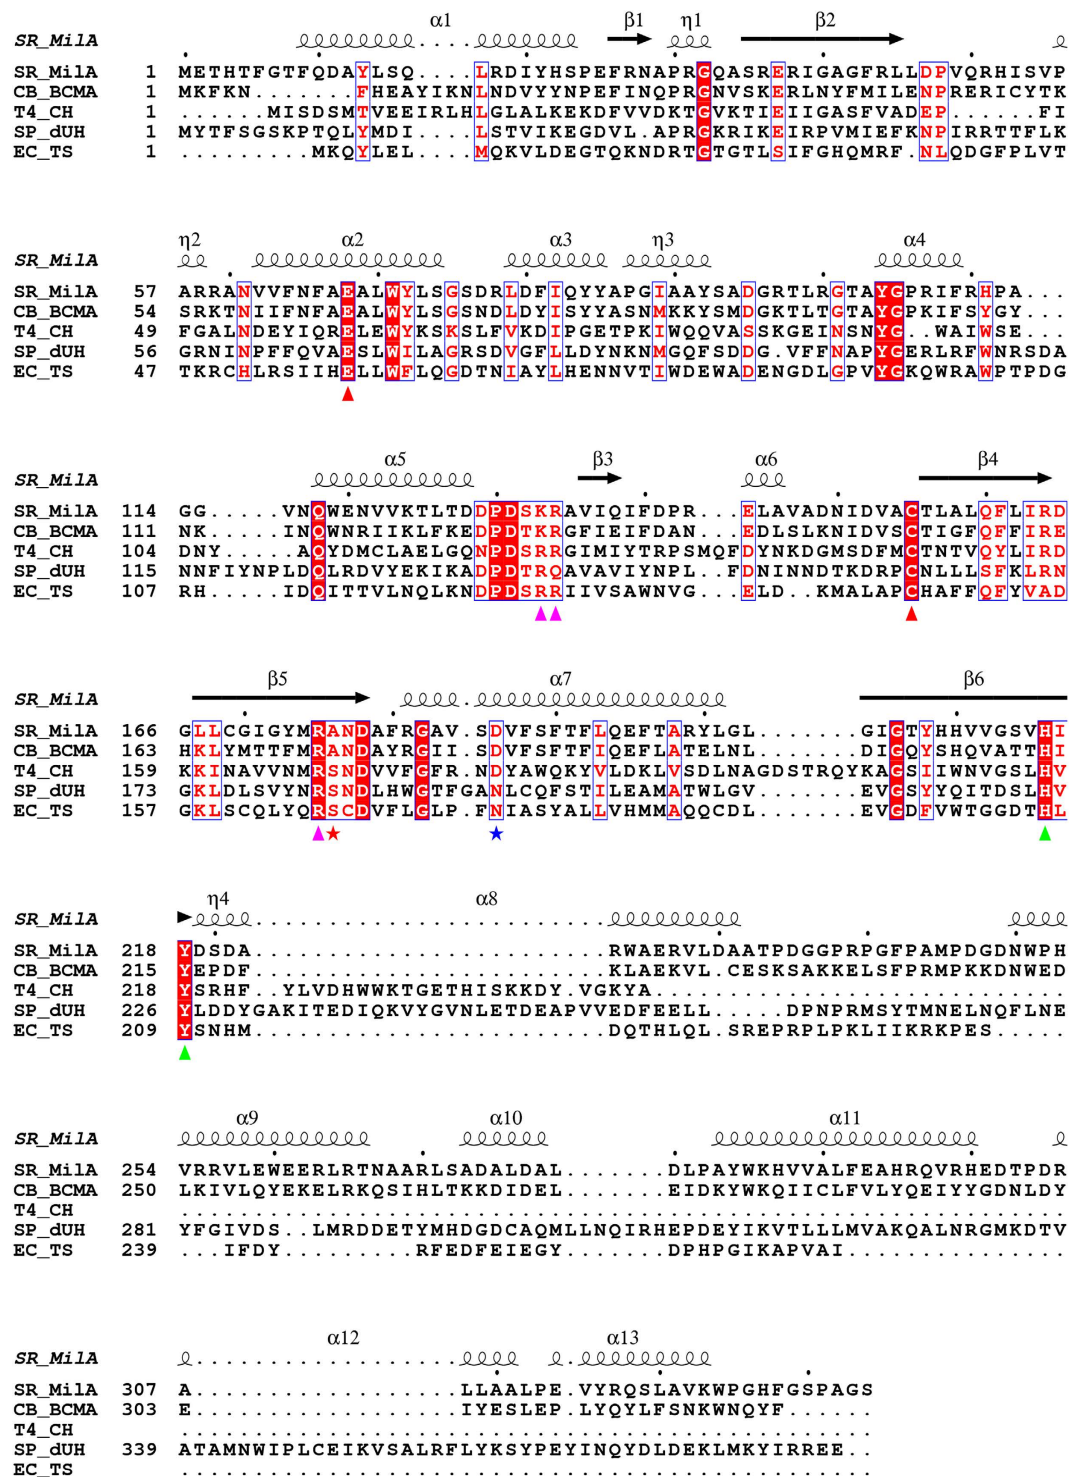 α1 β1 η1 β2
SR_MilA
SR_MilA 1 METHTFGTFQDAYLSQ....LRDIYHSPEFRNAPRGQASRERIGAGFRLLDPVQRHISVP
CB_BCMA 1 MKFKN.......FHEAYIKNLNDVYYNPEFINQPRGNVSKERLNYFMILENPRERICYTK
T4_CH 1 ......MISDSMTVEEIRLHLGLALKEKDFVVDKTGVKTIEIIGASFVADEP......FI
SP_dUH 1 MYTFSGSKPTQLYMDI....LSTVIKEGDVL.APRGKRIKEIRPVMIEFKNPIRRTTFLK
EC_TS 1 .........MKQYLEL....MQKVLDEGTQKNDRTGTGTLSIFGHQMRF.NLQDGFPLVT
η2 α2 α3 η3 α4
SR_MilA
SR_MilA 57 ARRANVVFNFAEALWYLSGSDRLDFIQYYAPGIAAYSADGRTLRGTAYGPRIFRHPA...
CB_BCMA 54 SRKTNIIFNFAEALWYLSGSNDLDYISYYASNMKKYSMDGKTLTGTAYGPKIFSYGY...
T4_CH 49 FGALNDEYIQRELEWYKSKSLFVKDIPGETPKIWQQVASSKGEINSNYG..WAIWSE...
SP_dUH 56 GRNINPFFQVAESLWILAGRSDVGFLLDYNKNMGQFSDDG.VFFNAPYGERLRFWNRSDA
EC_TS 47 TKRCHLRSIIHELLWFLQGDTNIAYLHENNVTIWDEWADENGDLGPVYGKQWRAWPTPDG
α5 β3 α6 β4
SR_MilA
SR_MilA 114 GG.....VNQWENVVKTLTDDPDSKRAVIQIFDPR...ELAVADNIDVACTLALQFLIRD
CB_BCMA 111 NK.....IDQWNRIIKLIKEDPDTKRGFIEIFDAN...EDLSLKNIDVSCTIGFQFFIRE
T4_CH 104 DNY.....AQYDMCLAELGQNPDSRRGIMIYTRPSMQFDYNKDGMSDFMCTNTVQYLIRD
SP_dUH 115 NNFIYNPLDQLRDVYEKIKADPDTRQAVAVIYNPL..FDNINNDTKDRPCNLLLSFKLRN
EC_TS 107 RH.....IDQITTVLNQLKNDPDSRRIIVSAWNVG...ELD..KMALAPCHAFFQFYVAD
β5 α7 β6
SR_MilA
SR_MilA 166 GLLCGIGYMRANDAFRGAV.SDVFSFTFLQEFTARYLGL.......GIGTYHHVVGSVHI
CB_BCMA 163 HKLYMTTFMRANDAYRGII.SDVFSFTFIQEFLATELNL.......DIGQYSHQVATTHI
T4_CH 159 KKINAVVNMRSNDVVFGFR.NDYAWQKYVLDKLVSDLNAGDSTRQYKAGSIIWNVGSLHV
SP_dUH 173 GKLDLSVYNRSNDLHWGTFGANLCQFSTILEAMATWLGV.......EVGSYYQITDSLHV
EC_TS 157 GKLSCQLYQRSCDVFLGLP.FNIASYALLVHMMAQQCDL.......EVGDFVWTGGDTHL
η4 α8
SR_MilA
SR_MilA 218 YDSDA........................RWAERVLDAATPDGGPRPGFPAMPDGDNWPH
CB_BCMA 215 YEPDF........................KLAEKVL.CESKSAKKELSFPRMPKKDNWED
T4_CH 218 YSRHF..YLVDHWWKTGETHISKKDY.VGKYA............................
SP_dUH 226 YLDDYGAKITEDIQKVYGVNLETDEAPVVEDFEELL....DPNPRMSYTMNELNQFLNE
EC_TS 209 YSNHM........................DQTHLQL.SREPRPLPKLIIKRKPES.....
α9 α10 α11
SR_MilA
SR_MilA 254 VRRVLEWEERLRTNAARLSADALDAL.......DLPAYWKHVVALFEAHRQVRHEDTPDR
CB_BCMA 250 LKIVLQYEKELRKQSIHLTKKDIDEL.......EIDKYWKQIICLFVLYQEIYYGDNLDY
T4_CH ............................................................
SP_dUH 281 YFGIVDS..LMRDDETYMHDGDCAQMLLNQIRHEPDEYIKVTLLLMVAKQALNRGMKDTV
EC_TS 239 ...IFDY.........RFEDFEIEGY.......DPHPGIKAPVAI...............
α12 α13
SR_MilA
SR_MilA 307 A..................LLAALPE.VYRQSLAVKWPGHFGSPAGS
CB_BCMA 303 E..................IYESLEP.LYQYLFSNKWNQYF......
T4_CH ...............................................
SP_dUH 339 ATAMNWIPLCEIKVSALRFLYKSYPEYINQYDLDEKLMKYIRREE..
EC_TS ...............................................